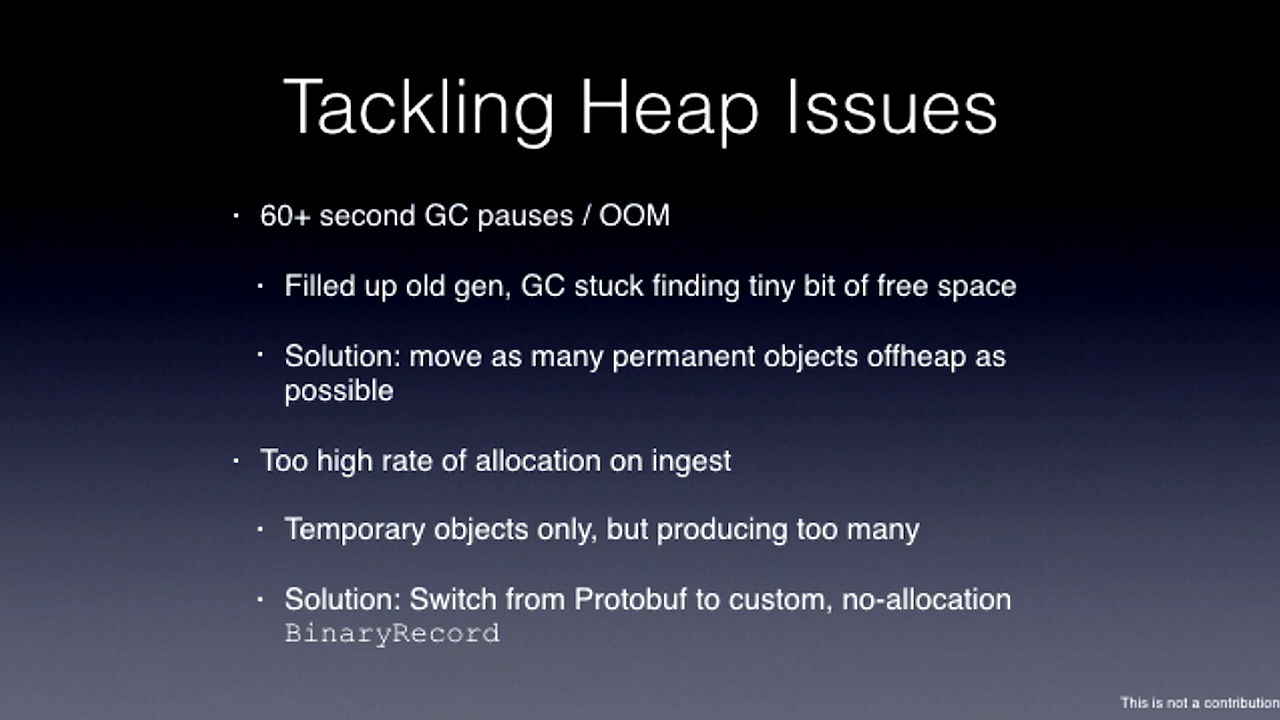 Tackling Heap Issues
· 60+ second GC pauses / OOM
· Filled up old gen, GC stuck finding tiny bit of free space
· Solution: move as many permanent objects offheap as
possible
· Too high rate of allocation on ingest
· Temporary objects only, but producing too many
· Solution: Switch from Protobuf to custom, no-allocation
BinaryRecord
This is not a contribution